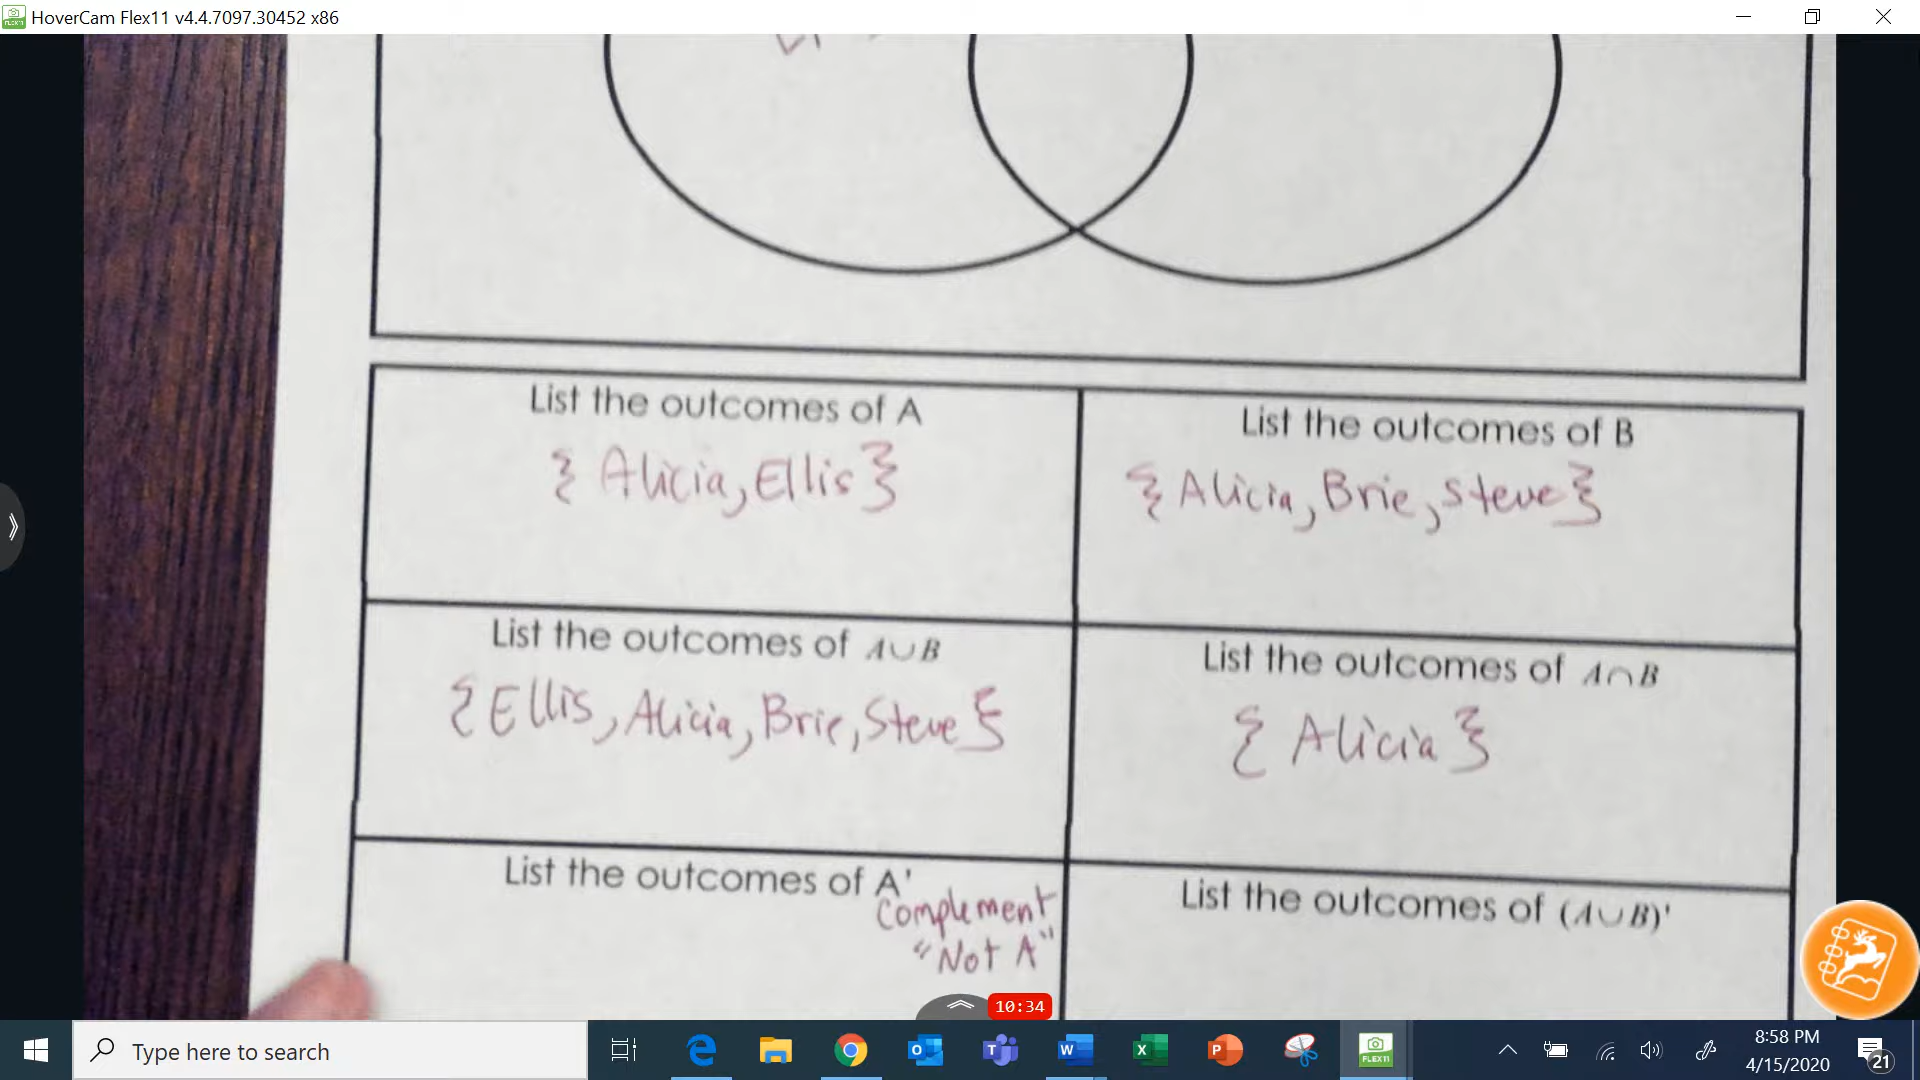 HoverCam Flex11 v4.4.7097.30452 x86
List the outcomes of A
{ Alicia, Ellis }
List the outcomes of B
{ Alicia, Brie, Steve }
List the outcomes of A∪B
{ Ellis, Alicia, Brie, Steve }
List the outcomes of A∩B
{ Alicia }
List the outcomes of A'
Complement
"Not A"
List the outcomes of (A∪B)'
10:34
Type here to search
FLEX11
8:58 PM
4/15/2020
21